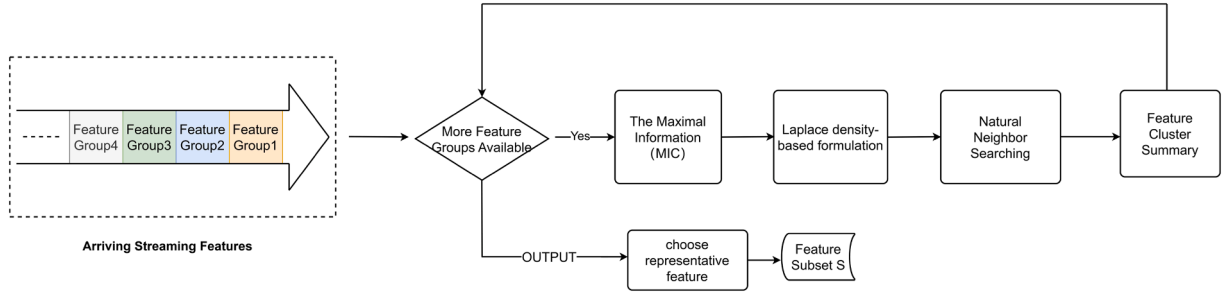 Feature
Group4
Feature
Group3
Feature
Group2
Feature
Group1
Arriving Streaming Features
More Feature
Groups Available
Yes
The Maximal
Information
(MIC)
Laplace density-
based formulation
Natural
Neighbor
Searching
Feature
Cluster
Summary
OUTPUT
choose
representative
feature
Feature
Subset S